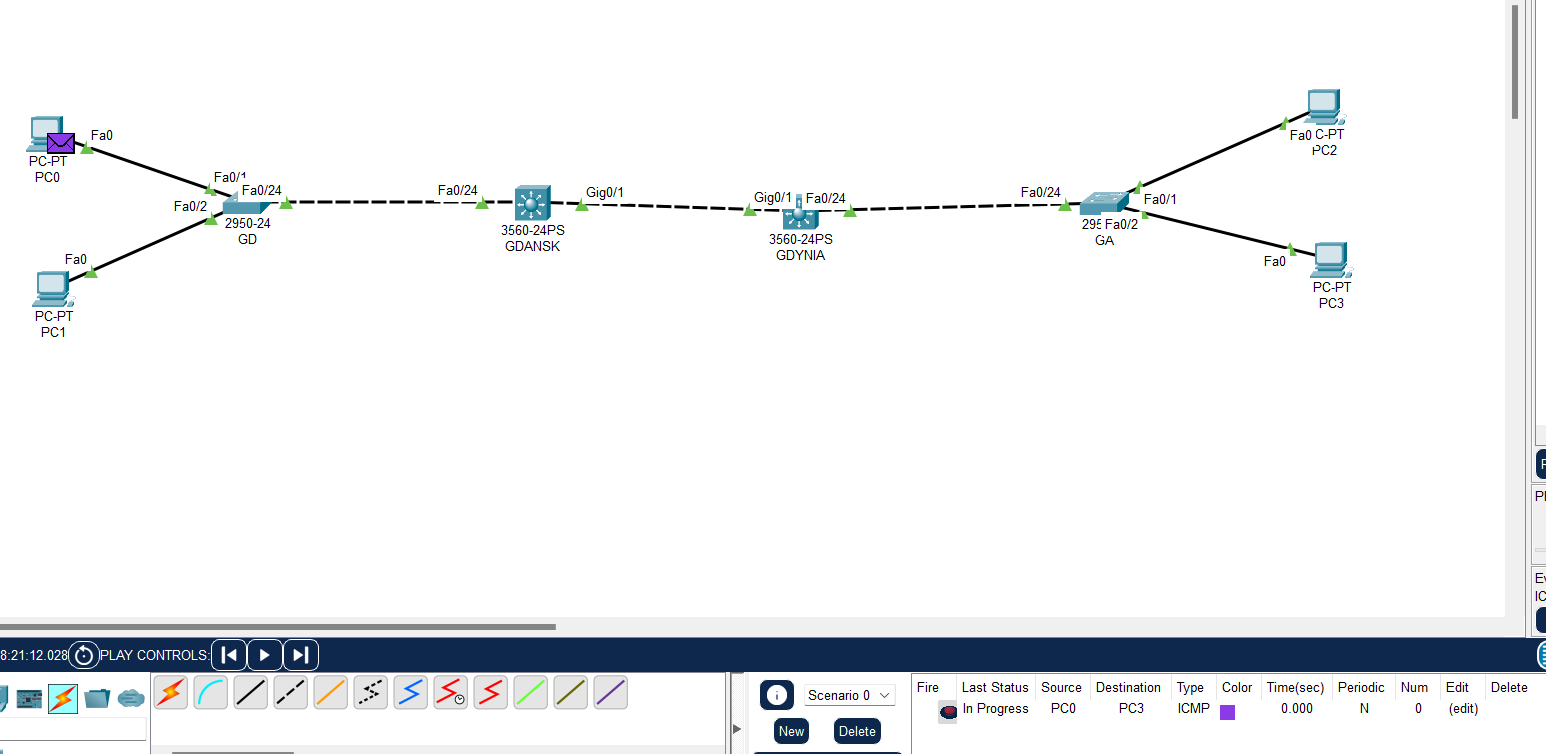 Fa0
PC-PT
PC0
Fa0/1
Fa0/24
Fa0/2
2950-24
GD
Fa0
PC-PT
PC1
Fa0/24
Gig0/1
3560-24PS
GDANSK
Gig0/1
Fa0/24
3560-24PS
GDYNIA
Fa0/24
Fa0/1
295 Fa0/2
GA
Fa0 C-PT
PC2
Fa0
PC-PT
PC3
8:21:12.028 PLAY CONTROLS:
Scenario 0
New Delete
Fire Last Status Source Destination Type Color Time(sec) Periodic Num Edit Delete
In Progress PC0 PC3 ICMP 0.000 N 0 (edit)